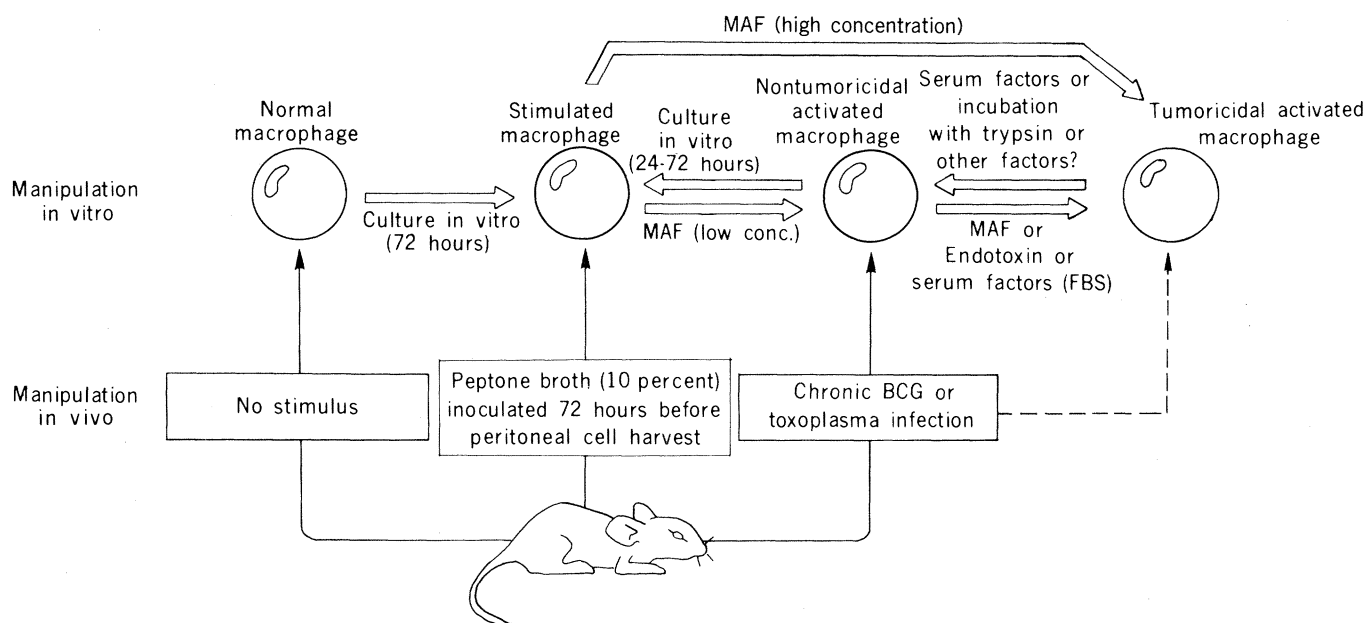 MAF (high concentration)
Normal
macrophage
Stimulated
macrophage
Culture
in vitro
(24-72 hours)
Nontumoricidal
activated
macrophage
Serum factors or
incubation
with trypsin or
other factors?
Tumoricidal activated
macrophage
Manipulation
in vitro
Culture in vitro
(72 hours)
MAF (low conc.)
MAF or
Endotoxin or
serum factors (FBS)
Manipulation
in vivo
No stimulus
Peptone broth (10 percent)
inoculated 72 hours before
peritoneal cell harvest
Chronic BCG or
toxoplasma infection